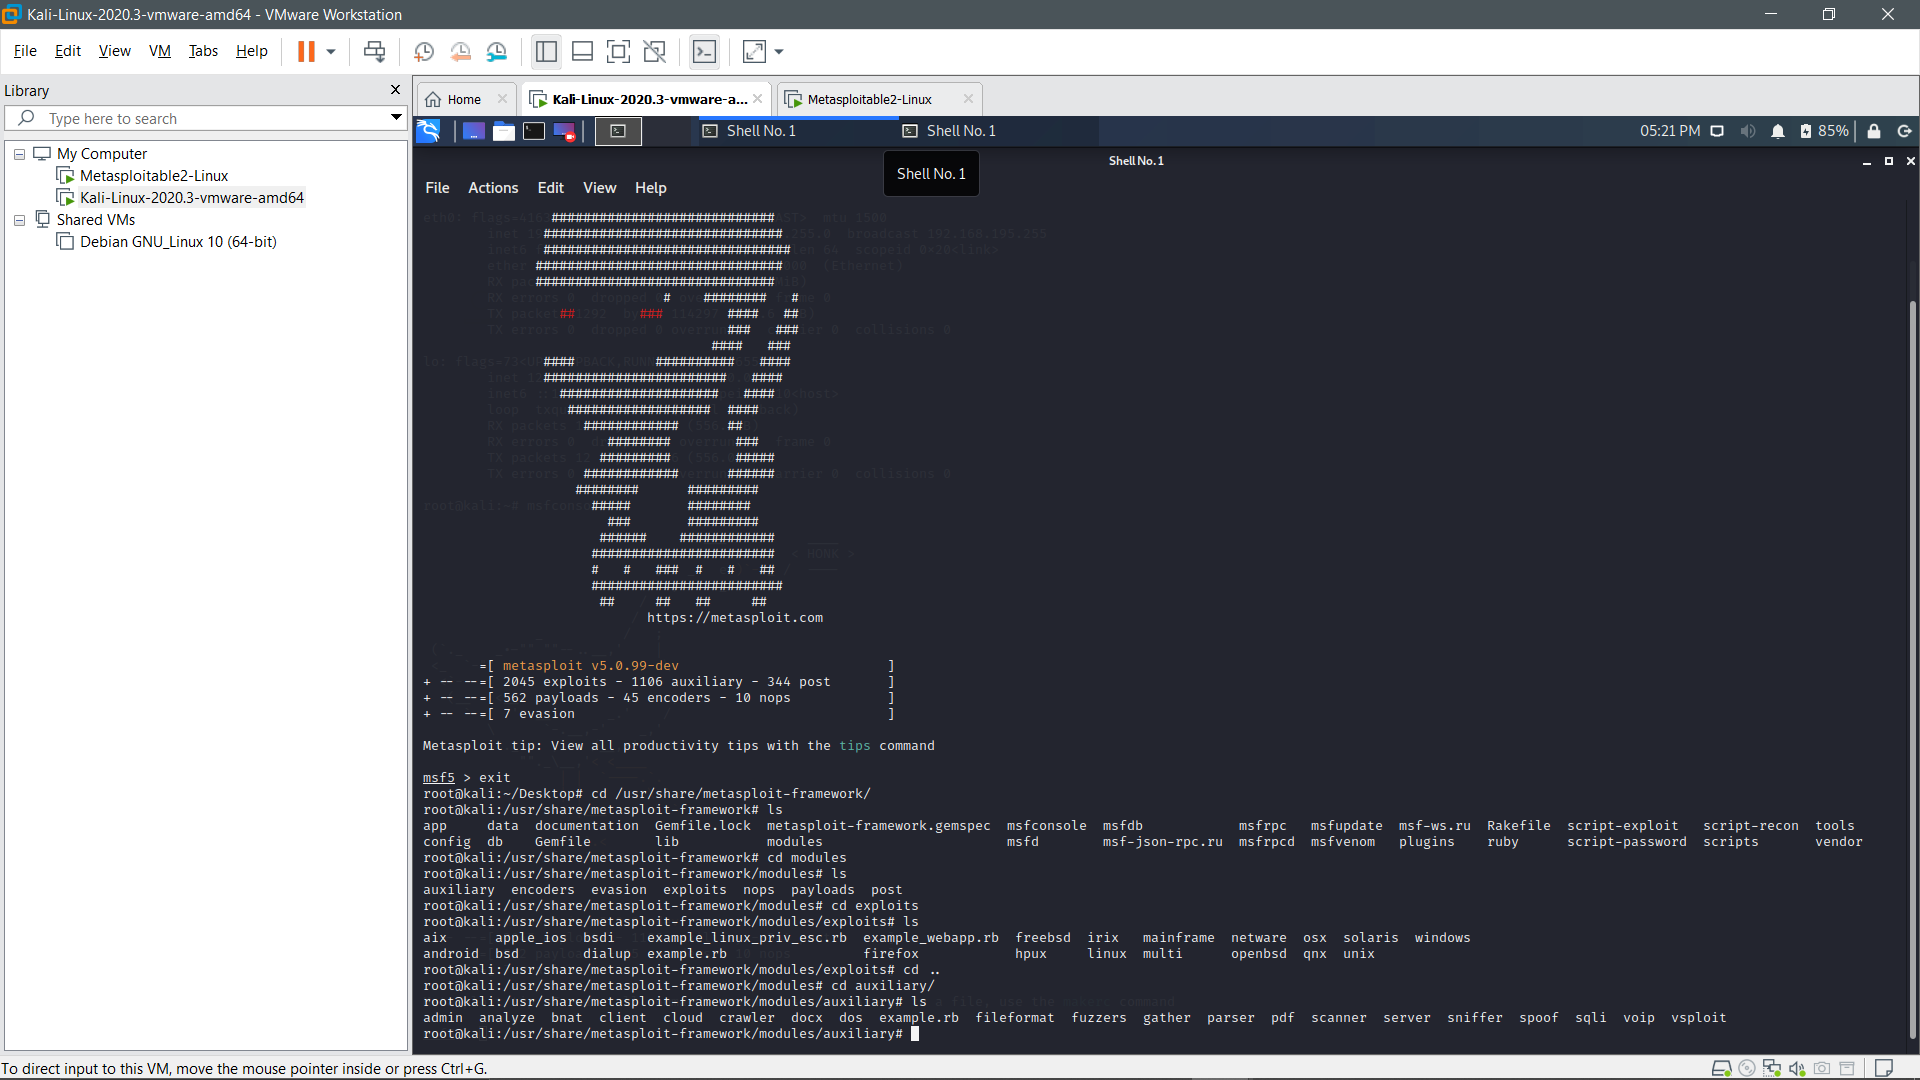 Kali-Linux-2020.3-vmware-amd64 - VMware Workstation
File Edit View VM Tabs Help
Library
Type here to search
My Computer
Metasploitable2-Linux
Kali-Linux-2020.3-vmware-amd64
Shared VMs
Debian GNU_Linux 10 (64-bit)
Home Kali-Linux-2020.3-vmware-a... Metasploitable2-Linux
Shell No. 1 Shell No. 1 05:21 PM 85%
Shell No. 1
Shell No. 1
File Actions Edit View Help
https://metasploit.com
=[ metasploit v5.0.99-dev ]
+ -- --=[ 2045 exploits - 1106 auxiliary - 344 post ]
+ -- --=[ 562 payloads - 45 encoders - 10 nops ]
+ -- --=[ 7 evasion ]
Metasploit tip: View all productivity tips with the tips command
msf5 > exit
root@kali:~/Desktop# cd /usr/share/metasploit-framework/
root@kali:/usr/share/metasploit-framework# ls
app data documentation Gemfile.lock metasploit-framework.gemspec msfconsole msfdb msfrpc msfupdate msf-ws.ru Rakefile script-exploit script-recon tools
config db Gemfile lib modules msfd msf-json-rpc.ru msfrpcd msfvenom plugins ruby script-password scripts vendor
root@kali:/usr/share/metasploit-framework# cd modules
root@kali:/usr/share/metasploit-framework/modules# ls
auxiliary encoders evasion exploits nops payloads post
root@kali:/usr/share/metasploit-framework/modules# cd exploits
root@kali:/usr/share/metasploit-framework/modules/exploits# ls
aix apple_ios bsdi example_linux_priv_esc.rb example_webapp.rb freebsd irix mainframe netware osx solaris windows
android bsd dialup example.rb firefox hpux linux multi openbsd qnx unix
root@kali:/usr/share/metasploit-framework/modules/exploits# cd ..
root@kali:/usr/share/metasploit-framework/modules# cd auxiliary/
root@kali:/usr/share/metasploit-framework/modules/auxiliary# ls
admin analyze bnat client cloud crawler docx dos example.rb fileformat fuzzers gather parser pdf scanner server sniffer spoof sqli voip vsploit
root@kali:/usr/share/metasploit-framework/modules/auxiliary#
To direct input to this VM, move the mouse pointer inside or press Ctrl+G.